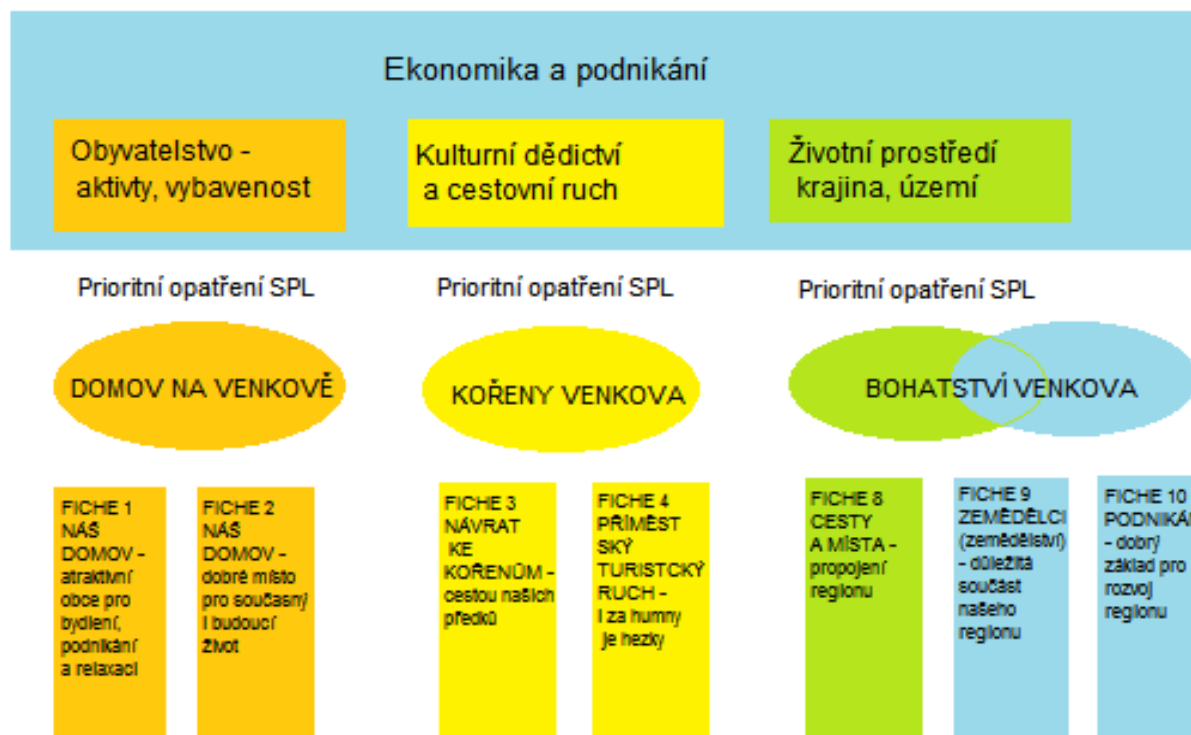 Ekonomika a podnikání
Obyvatelstvo -
aktivty, vybavenost
Kulturní dědictví
a cestovní ruch
Životní prostředí
krajina, území
Prioritní opatření SPL
Prioritní opatření SPL
Prioritní opatření SPL
DOMOV NA VENKOVĚ
KOŘENY VENKOVA
BOHATSTVÍ VENKOVA
FICHE 1
NÁŠ
DOMOV -
atraktivní
obce pro
bydlení,
podnikání
a relaxaci
FICHE 2
NÁŠ
DOMOV -
dobré místo
pro současný
i budoucí
život
FICHE 3
NÁVRAT
KE
KOŘENŮM -
cestou našich
předků
FICHE 4
PŘÍMĚST
SKÝ
TURISTCKÝ
RUCH -
i za humny
je hezky
FICHE 8
CESTY
A MÍSTA -
propojení
regionu
FICHE 9
ZEMĚDĚLCI
(zemědělství)
- důležitá
součást
našeho
regionu
FICHE 10
- dobrý
základ pro
rozvoj
regionu